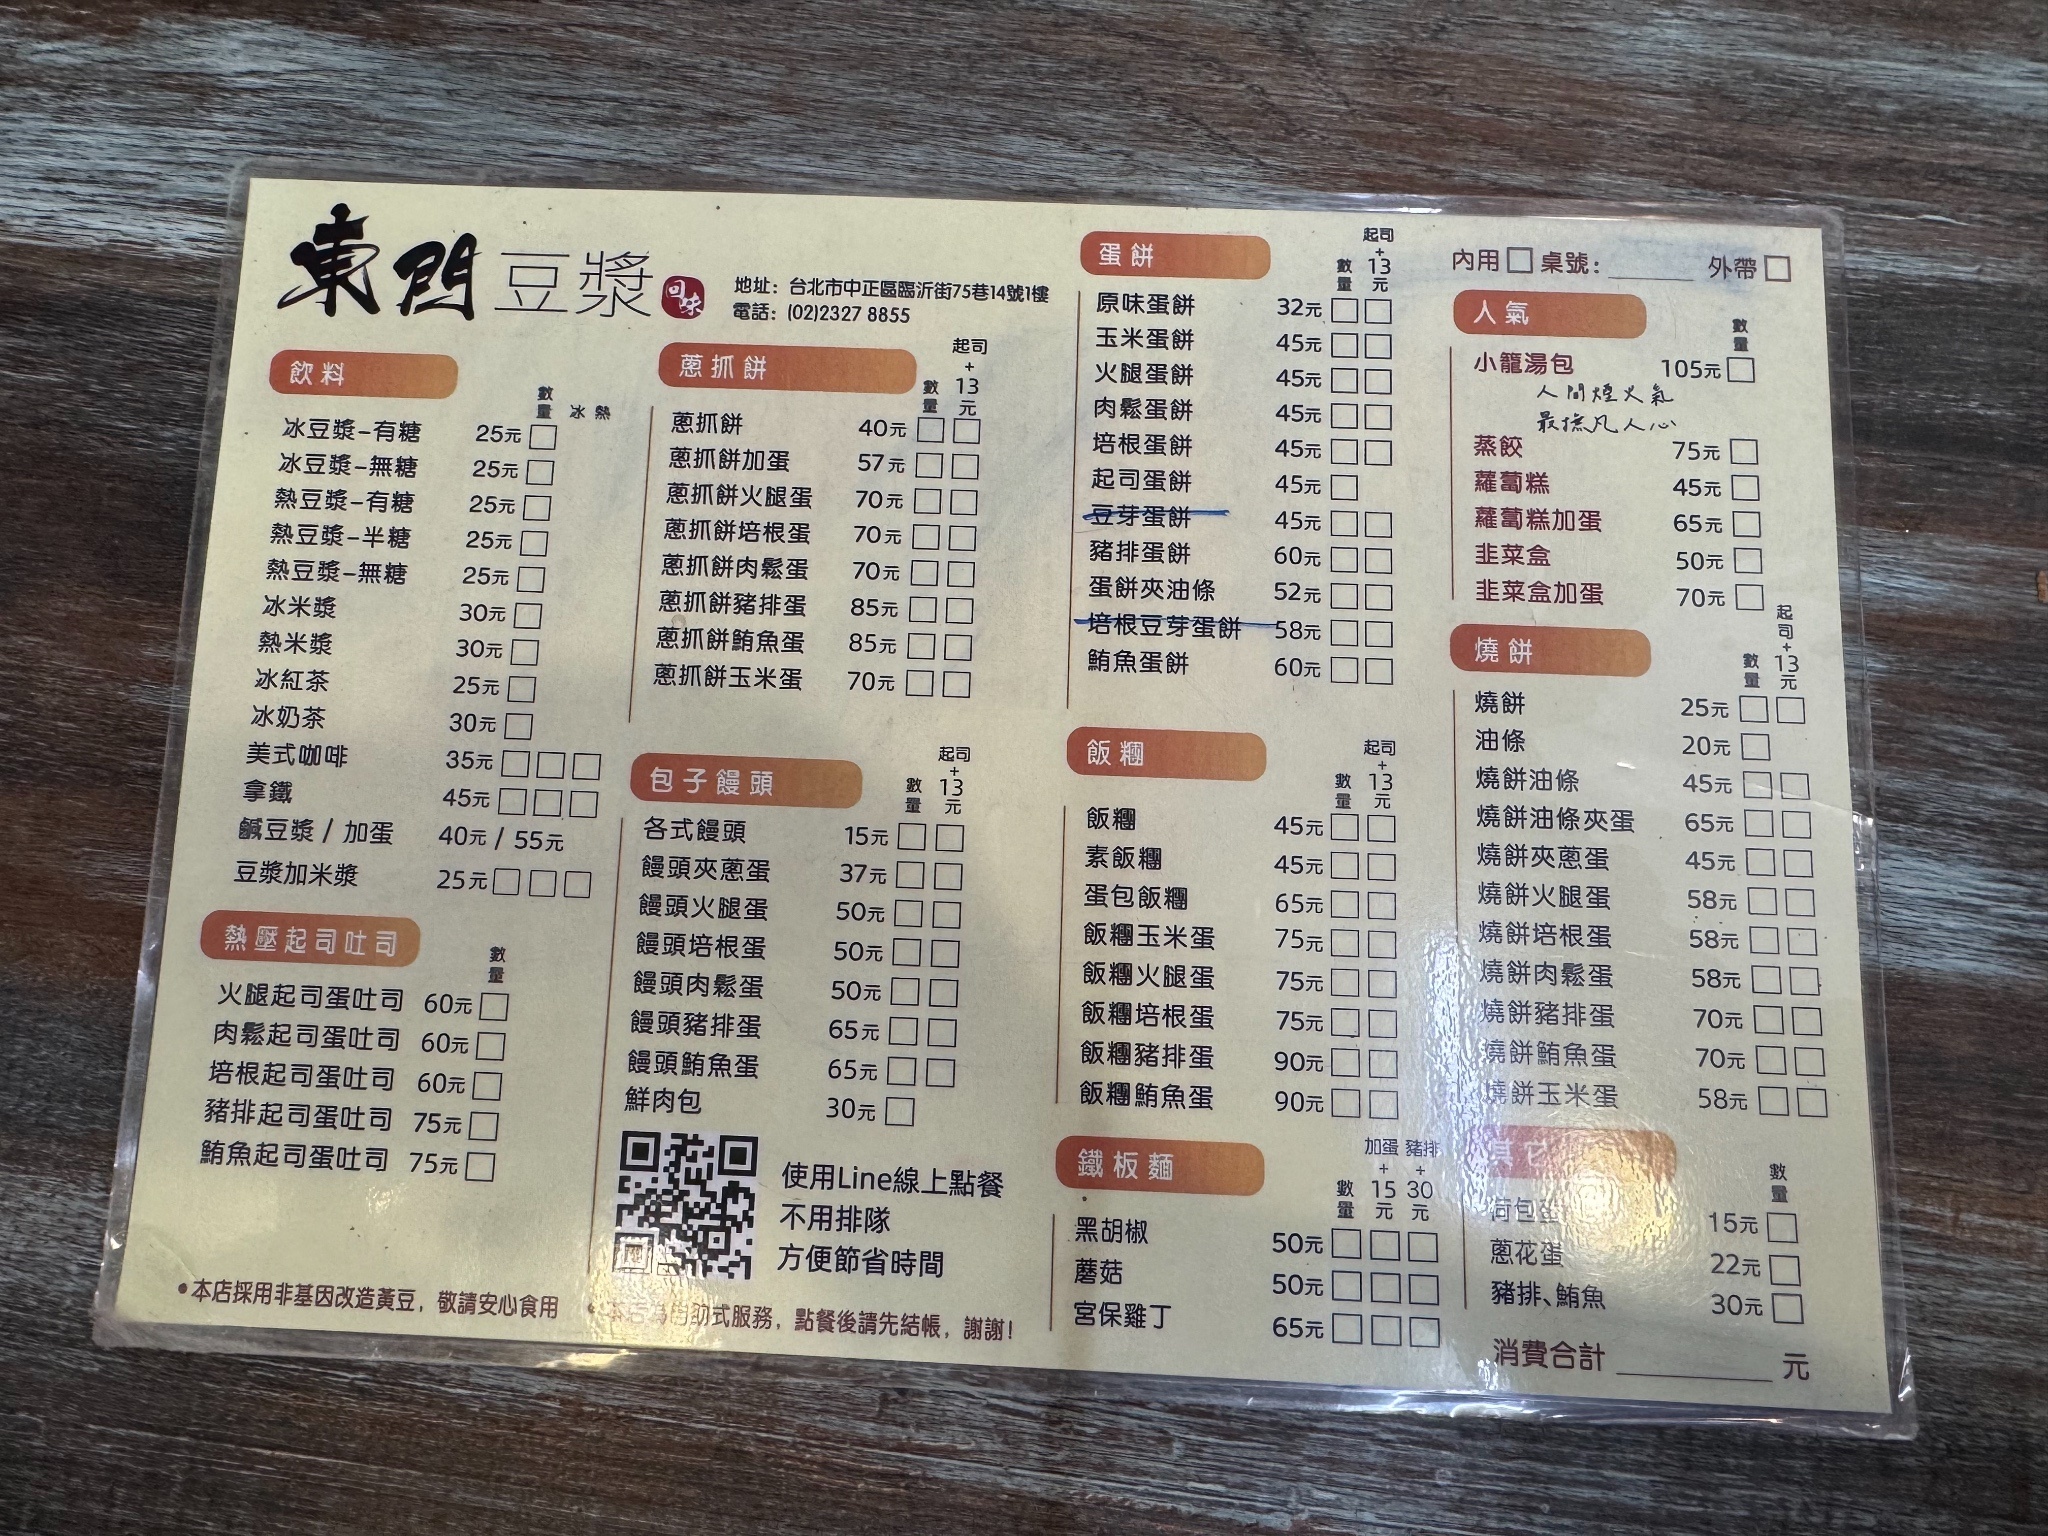 東門豆漿
回味
地址：台北市中正區臨沂街75巷14號1樓
電話：(02)2327 8855
飲料
數量 冰 熱
冰豆漿-有糖 25元
冰豆漿-無糖 25元
熱豆漿-有糖 25元
熱豆漿-半糖 25元
熱豆漿-無糖 25元
冰米漿 30元
熱米漿 30元
冰紅茶 25元
冰奶茶 30元
美式咖啡 35元
拿鐵 45元
鹹豆漿 / 加蛋 40元 / 55元
豆漿加米漿 25元
熱壓起司吐司
數量
火腿起司蛋吐司 60元
肉鬆起司蛋吐司 60元
培根起司蛋吐司 60元
豬排起司蛋吐司 75元
鮪魚起司蛋吐司 75元
•本店採用非基因改造黃豆，敬請安心食用
蔥抓餅
數量 起司+13元
蔥抓餅 40元
蔥抓餅加蛋 57元
蔥抓餅火腿蛋 70元
蔥抓餅培根蛋 70元
蔥抓餅肉鬆蛋 70元
蔥抓餅豬排蛋 85元
蔥抓餅鮪魚蛋 85元
蔥抓餅玉米蛋 70元
包子饅頭
數量 起司+13元
各式饅頭 15元
饅頭夾蔥蛋 37元
饅頭火腿蛋 50元
饅頭培根蛋 50元
饅頭肉鬆蛋 50元
饅頭豬排蛋 65元
饅頭鮪魚蛋 65元
鮮肉包 30元
使用Line線上點餐
不用排隊
方便節省時間
本店為自助式服務，點餐後請先結帳，謝謝！
蛋餅
數量 起司+13元
原味蛋餅 32元
玉米蛋餅 45元
火腿蛋餅 45元
肉鬆蛋餅 45元
培根蛋餅 45元
起司蛋餅 45元
豆芽蛋餅 45元
豬排蛋餅 60元
蛋餅夾油條 52元
培根豆芽蛋餅 58元
鮪魚蛋餅 60元
飯糰
數量 起司+13元
飯糰 45元
素飯糰 45元
蛋包飯糰 65元
飯糰玉米蛋 75元
飯糰火腿蛋 75元
飯糰培根蛋 75元
飯糰豬排蛋 90元
飯糰鮪魚蛋 90元
鐵板麵
數量 加蛋+15元 豬排+30元
黑胡椒 50元
蘑菇 50元
宮保雞丁 65元
內用 桌號：______ 外帶
人氣
數量
小籠湯包 105元
人間煙火氣
最撫凡人心
蒸餃 75元
蘿蔔糕 45元
蘿蔔糕加蛋 65元
韭菜盒 50元
韭菜盒加蛋 70元
燒餅
數量 起司+13元
燒餅 25元
油條 20元
燒餅油條 45元
燒餅油條夾蛋 65元
燒餅夾蔥蛋 45元
燒餅火腿蛋 58元
燒餅培根蛋 58元
燒餅肉鬆蛋 58元
燒餅豬排蛋 70元
燒餅鮪魚蛋 70元
燒餅玉米蛋 58元
其它
數量
荷包蛋 15元
蔥花蛋 22元
豬排、鮪魚 30元
消費合計__________元